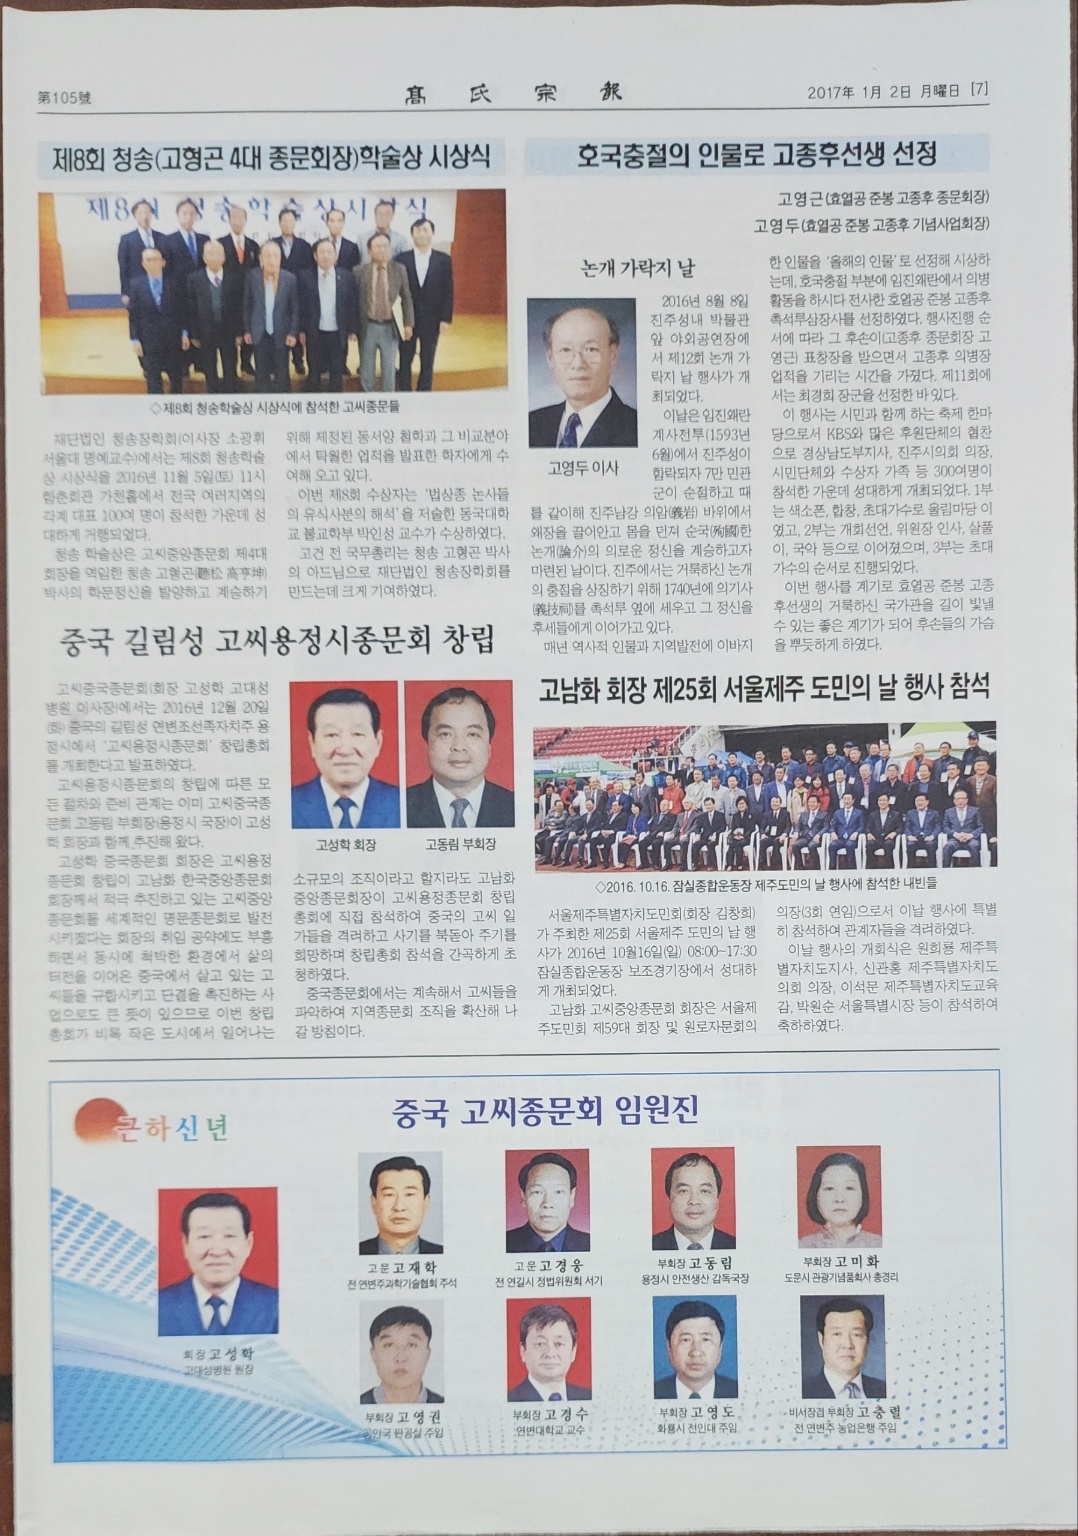 第105號
高氏宗報
2017年 1月 2日 月曜日 [7]
제8회 청송(고형곤 4대 종문회장)학술상 시상식
◇제8회 청송학술상 시상식에 참석한 고씨종문들
재단법인 청송장학회(이사장 소광휘
서울대 명예교수)에서는 제8회 청송학술
상 시상식을 2016년 11월 5일(토) 11시
함춘회관 가천홀에서 전국 여러지역의
각계 대표 100여 명이 참석한 가운데 성
대하게 거행되었다.
청송 학술상은 고씨중앙종문회 제4대
회장을 역임한 청송 고형곤(聽松 高亨坤)
박사의 학문정신을 발양하고 계승하기
위해 제정된 동서양 철학과 그 비교분야
에서 탁월한 업적을 발표한 학자에게 수
여해 오고 있다.
이번 제8회 수상자는 '법상종 논사들
의 유식사분의 해석'을 저술한 동국대학
교 불교학부 박인성 교수가 수상하였다.
고건 전 국무총리는 청송 고형곤 박사
의 아드님으로 재단법인 청송장학회를
만드는데 크게 기여하였다.
호국충절의 인물로 고종후선생 선정
고영근(효열공 준봉 고종후 종문회장)
고영두(효열공 준봉 고종후 기념사업회장)
논개 가락지 날
고영두 이사
2016년 8월 8일
진주성내 박물관
앞 야외공연장에
서 제12회 논개 가
락지 날 행사가 개
최되었다.
이날은 임진왜란
계사전투(1593년
6월)에서 진주성이
함락되자 7만 민관
군이 순절하고 때
를 같이해 진주남강 의암(義岩) 바위에서
왜장을 끌어안고 몸을 던져 순국(殉國)한
논개(論介)의 의로운 정신을 계승하고자
마련된 날이다. 진주에서는 거룩하신 논개
의 충절을 상징하기 위해 1740년에 의기사
(義技祠)를 촉석루 옆에 세우고 그 정신을
후세들에게 이어가고 있다.
매년 역사적 인물과 지역발전에 이바지
한 인물을 '올해의 인물'로 선정해 시상하
는데, 호국충절 부분에 임진왜란에서 의병
활동을 하시다 전사한 호열공 준봉 고종후
촉석루삼장사를 선정하였다. 행사진행 순
서에 따라 그 후손이(고종후 종문회장 고
영근) 표창장을 받으면서 고종후 의병장
업적을 기리는 시간을 가졌다. 제11회에
서는 최경회 장군을 선정한 바 있다.
이 행사는 시민과 함께 하는 축제 한마
당으로서 KBS와 많은 후원단체의 협찬
으로 경상남도부지사, 진주시의회 의장,
시민단체와 수상자 가족 등 300여명이
참석한 가운데 성대하게 개최되었다. 1부
는 색소폰, 합창, 초대가수로 울림마당 이
였고, 2부는 개회선언, 위원장 인사, 살풀
이, 국악 등으로 이어졌으며, 3부는 초대
가수의 순서로 진행되었다.
이번 행사를 계기로 효열공 준봉 고종
후선생의 거룩하신 국가관을 길이 빛낼
수 있는 좋은 계기가 되어 후손들의 가슴
을 뿌듯하게 하였다.
중국 길림성 고씨용정시종문회 창립
고씨중국종문회(회장 고성학 고대성
병원 이사장)에서는 2016년 12월 20일
(화) 중국의 길림성 연변조선족자치주 용
정시에서 '고씨용정시종문회' 창립총회
를 개최한다고 발표하였다.
고씨용정시종문회의 창립에 따른 모
든 절차와 준비 관계는 이미 고씨중국종
문회 고동림 부회장(용정시 국장)이 고성
학 회장과 함께 추진해 왔다.
고성학 중국종문회 회장은 고씨용정
종문회 창립이 고남화 한국중앙종문회
회장께서 적극 추진하고 있는 고씨중앙
종문회를 세계적인 명문종문회로 발전
시키겠다는 회장의 취임 공약에도 부흥
하면서 동시에 척박한 환경에서 삶의
터전을 이어온 중국에서 살고 있는 고
씨들을 규합시키고 단결을 촉진하는 사
업으로도 큰 뜻이 있으므로 이번 창립
총회가 비록 작은 도시에서 일어나는
고성학 회장
고동림 부회장
소규모의 조직이라고 할지라도 고남화
중앙종문회장이 고씨용정종문회 창립
총회에 직접 참석하여 중국의 고씨 일
가들을 격려하고 사기를 북돋아 주기를
희망하며 창립총회 참석을 간곡하게 초
청하였다.
중국종문회에서는 계속해서 고씨들을
파악하여 지역종문회 조직을 확산해 나
갈 방침이다.
고남화 회장 제25회 서울제주 도민의 날 행사 참석
◇2016. 10.16. 잠실종합운동장 제주도민의 날 행사에 참석한 내빈들
서울제주특별자치도민회(회장 김창희)
가 주최한 제25회 서울제주 도민의 날 행
사가 2016년 10월16일(일) 08:00~17:30
잠실종합운동장 보조경기장에서 성대하
게 개최되었다.
고남화 고씨중앙종문회 회장은 서울제
주도민회 제59대 회장 및 원로자문회의
의장(3회 연임)으로서 이날 행사에 특별
히 참석하여 관계자들을 격려하였다.
이날 행사의 개회식은 원희룡 제주특
별자치도지사, 신관홍 제주특별자치도
의회 의장, 이석문 제주특별자치도교육
감, 박원순 서울특별시장 등이 참석하여
축하하였다.
근하신년
중국 고씨종문회 임원진
회장 고성학
고대성병원 원장
고문 고재학
전 연변주과학기술협회 주석
고문 고경웅
전 연길시 정법위원회 서기
부회장 고동림
용정시 안전생산 감독국장
부회장 고미화
도문시 관광기념품회사 총경리
부회장 고영권
공안국 판공실 주임
부회장 고경수
연변대학교 교수
부회장 고영도
화룡시 전인대 주임
비서장겸 부회장 고충렬
전 연변주 농업은행 주임